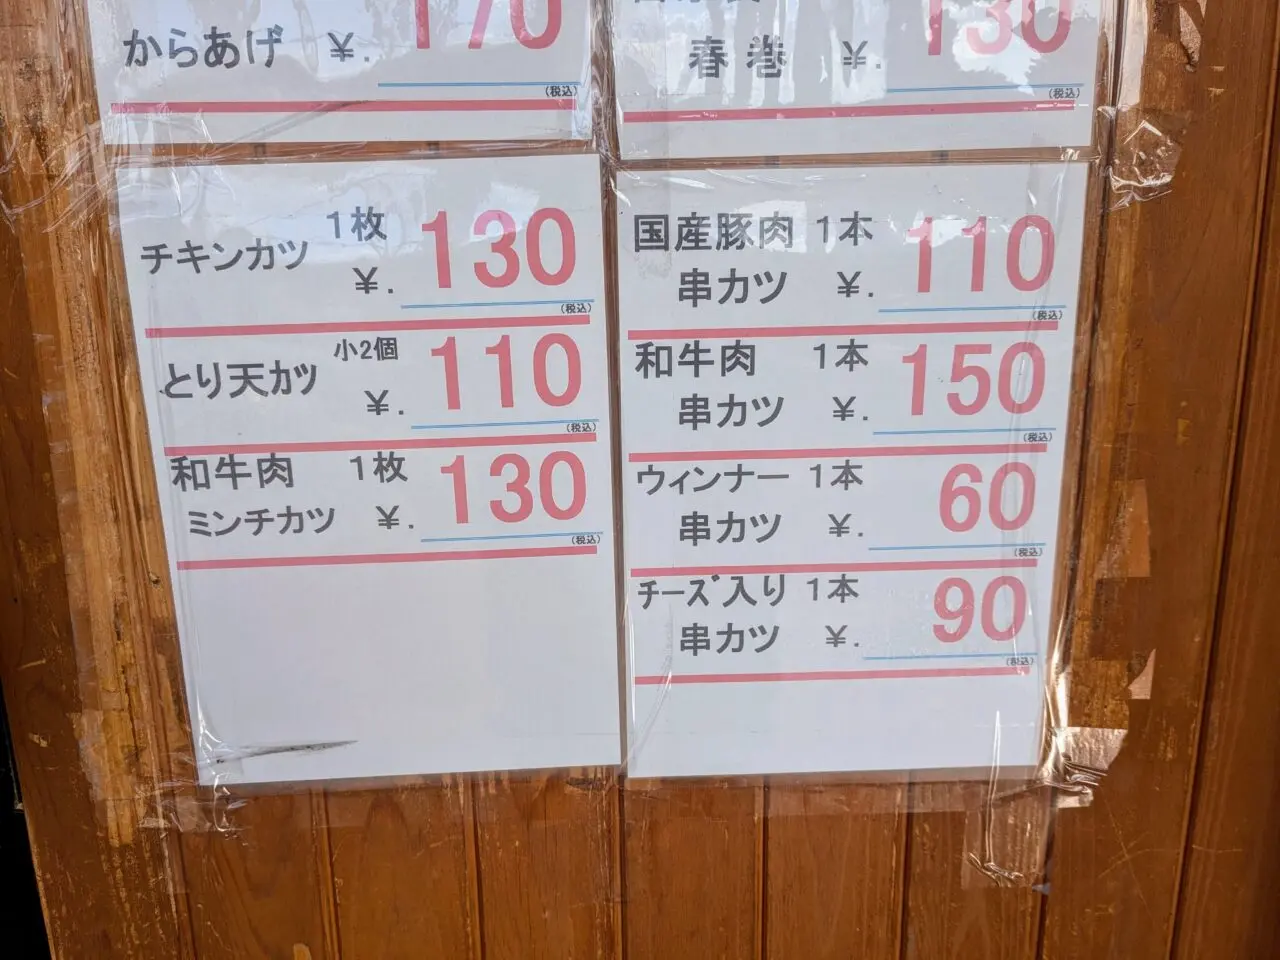 からあげ ¥. 170
(税込)
春巻 ¥. 130
(税込)
チキンカツ 1枚 ¥. 130
(税込)
とり天カツ 小2個 ¥. 110
(税込)
和牛肉 1枚
ミンチカツ ¥. 130
(税込)
国産豚肉 1本
串カツ ¥. 110
(税込)
和牛肉 1本
串カツ ¥. 150
(税込)
ウィンナー 1本
串カツ ¥. 60
(税込)
チーズ入り 1本
串カツ ¥. 90
(税込)